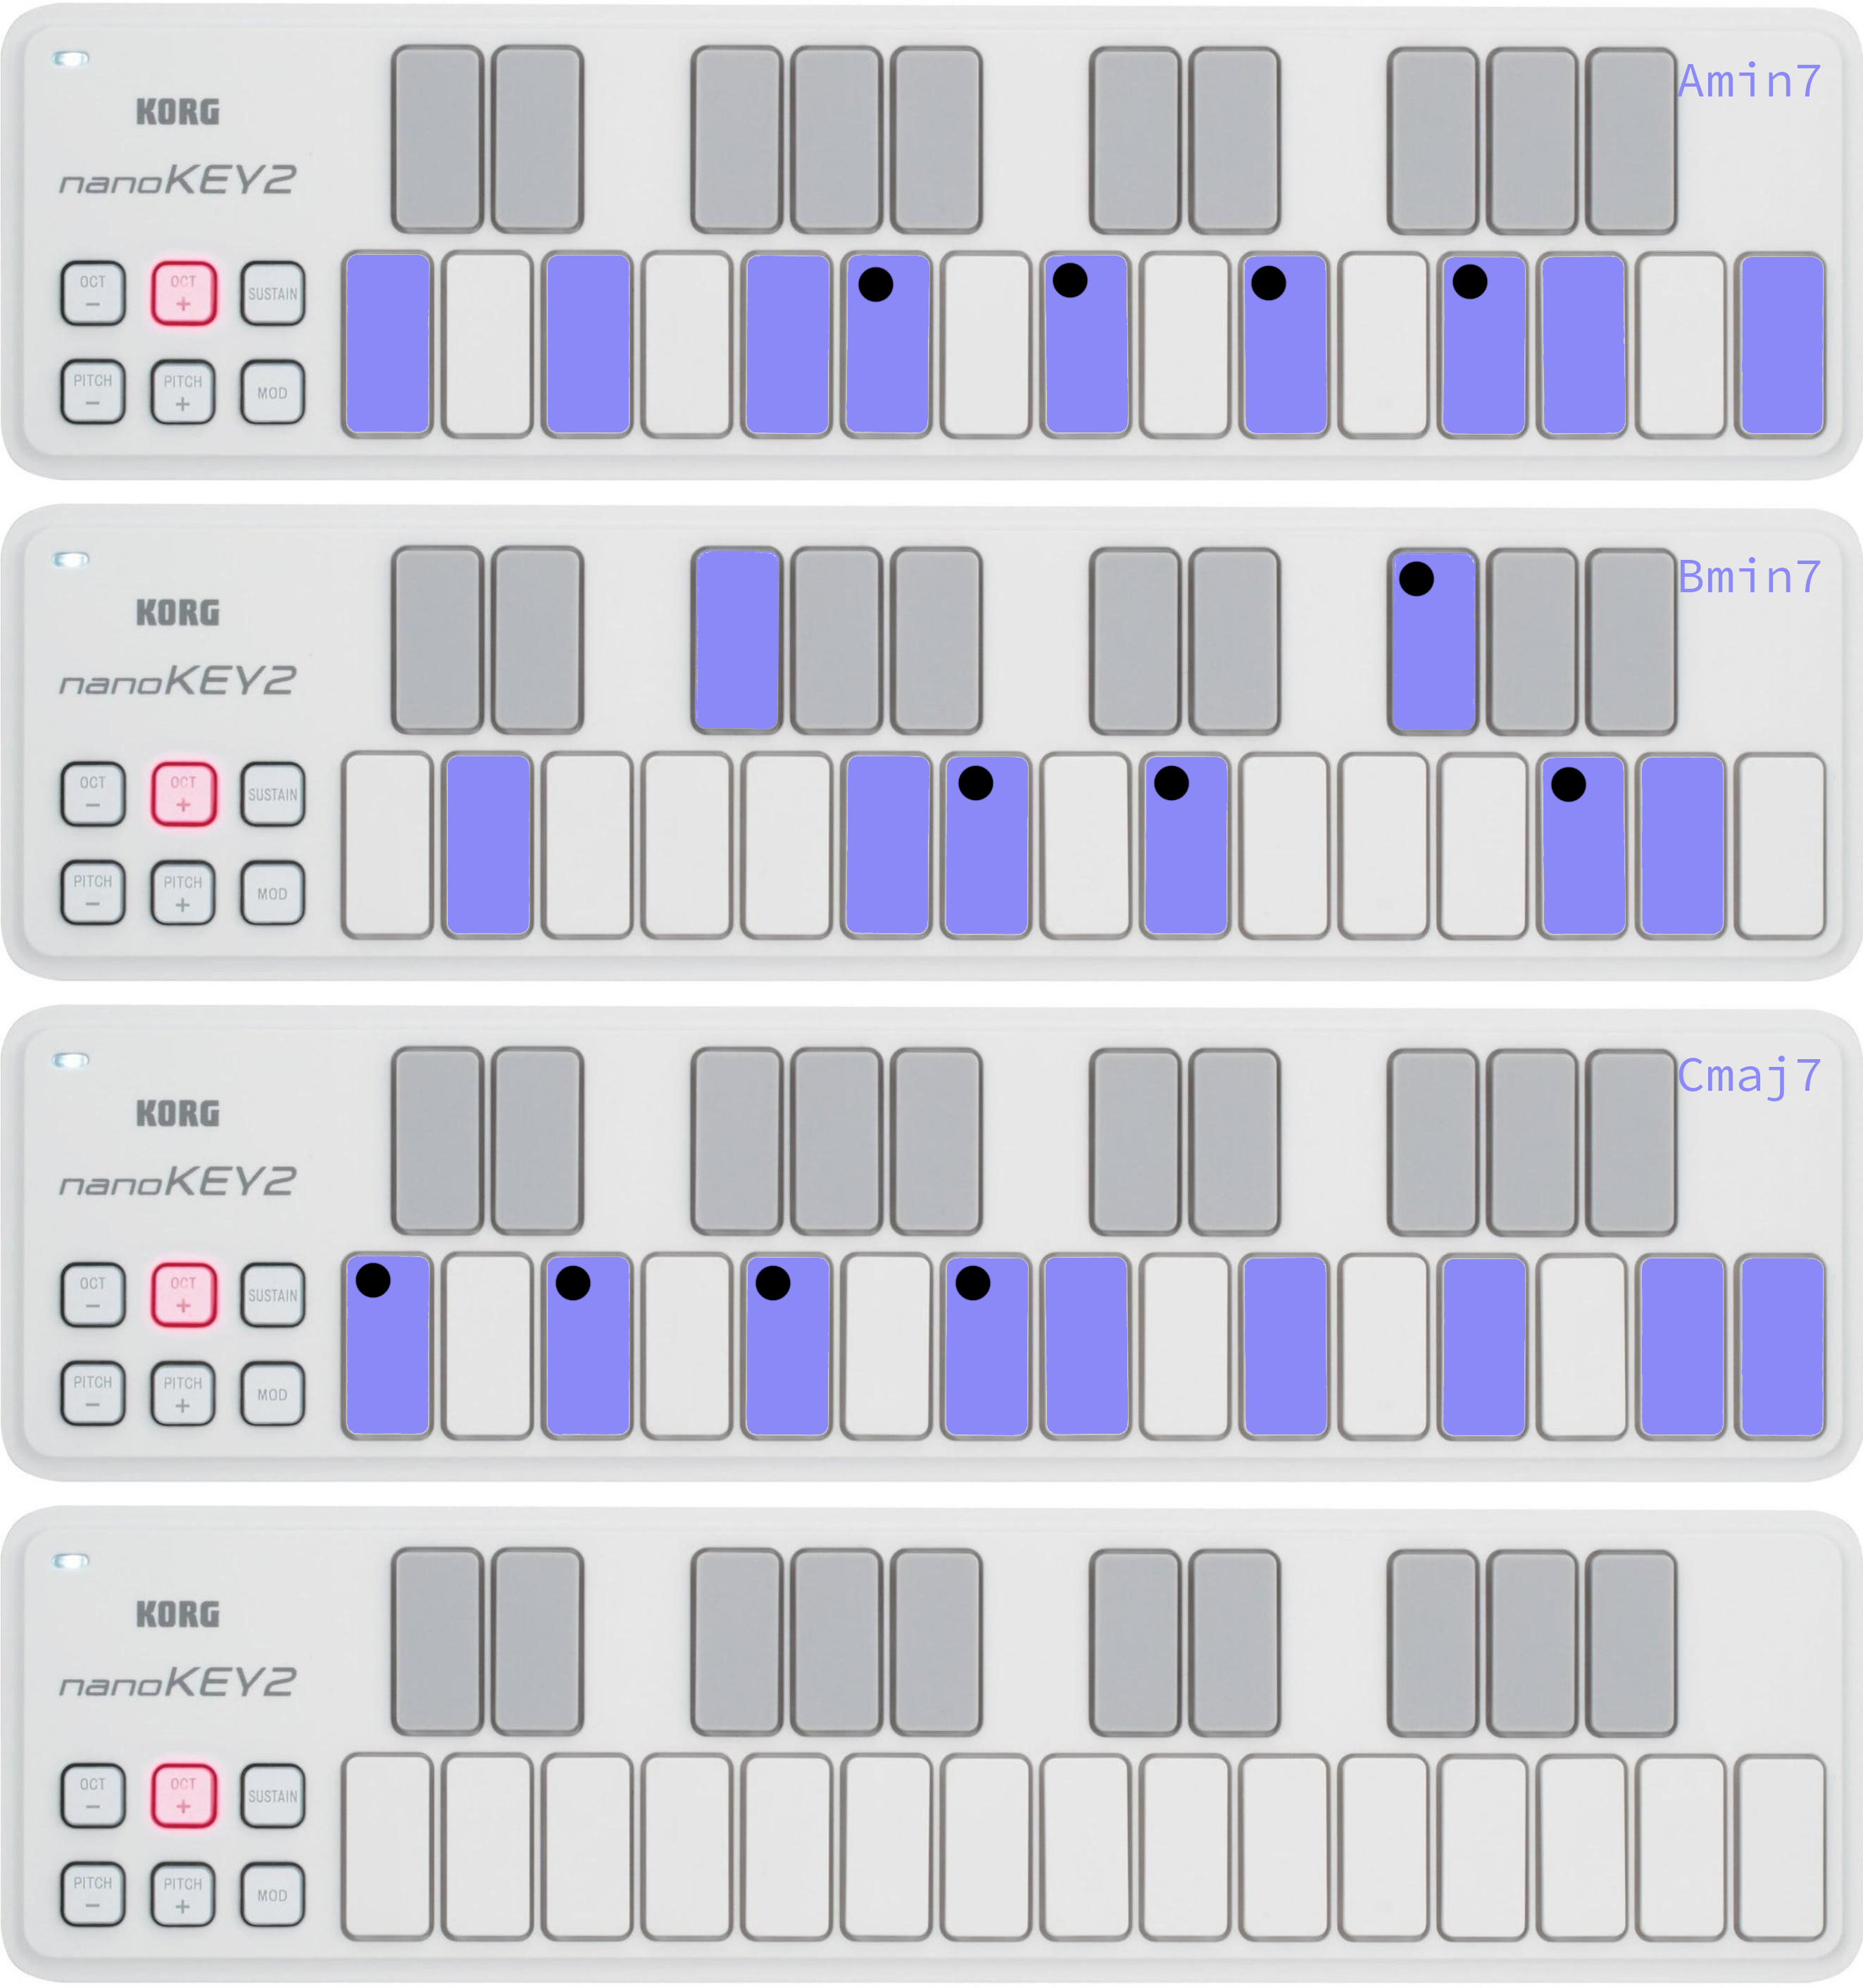 Amin7
KORG
nanoKEY2
OCT
−
OCT
+
SUSTAIN
PITCH
−
PITCH
+
MOD
Bmin7
KORG
nanoKEY2
OCT
−
OCT
+
SUSTAIN
PITCH
−
PITCH
+
MOD
Cmaj7
KORG
nanoKEY2
OCT
−
OCT
+
SUSTAIN
PITCH
−
PITCH
+
MOD
KORG
nanoKEY2
OCT
−
OCT
+
SUSTAIN
PITCH
−
PITCH
+
MOD